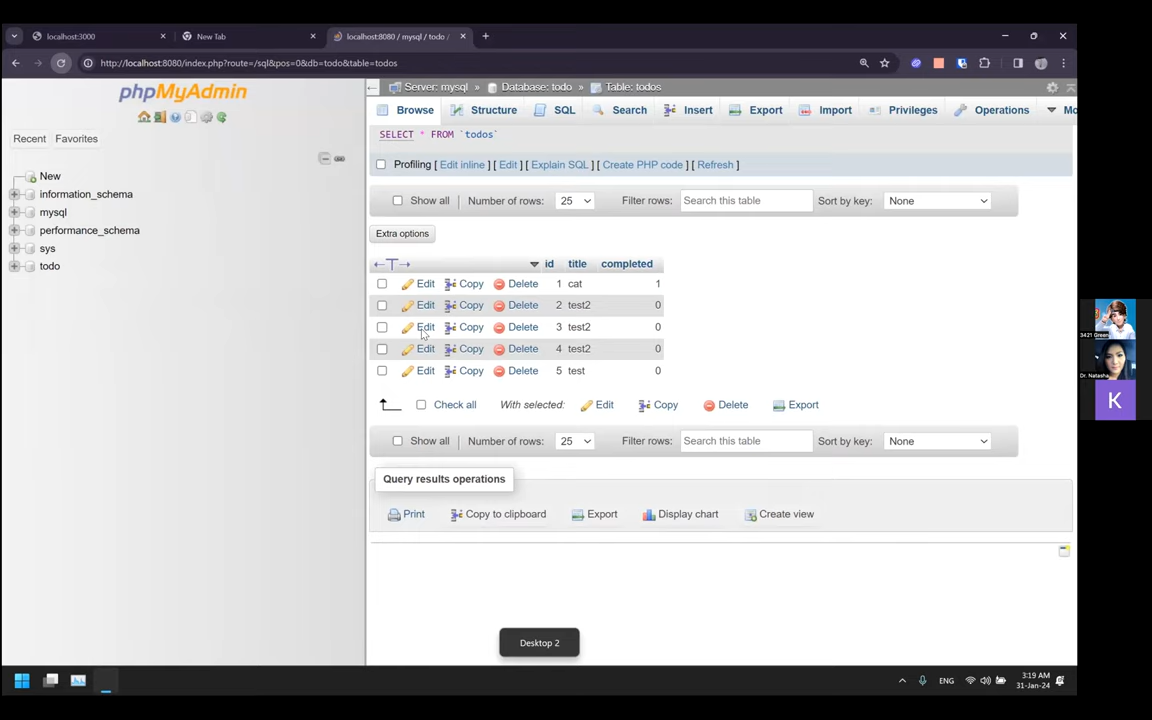 localhost:3000
New Tab
localhost:8080 / mysql / todo /
http://localhost:8080/index.php?route=/sql&pos=0&db=todo&table=todos
phpMyAdmin
Recent Favorites
New
information_schema
mysql
performance_schema
sys
todo
Server: mysql » Database: todo » Table: todos
Browse Structure SQL Search Insert Export Import Privileges Operations Mo
SELECT * FROM `todos`
Profiling [ Edit inline ] [ Edit ] [ Explain SQL ] [ Create PHP code ] [ Refresh ]
Show all Number of rows: 25 Filter rows: Search this table Sort by key: None
Extra options
id title completed
Edit Copy Delete 1 cat 1
Edit Copy Delete 2 test2 0
Edit Copy Delete 3 test2 0
Edit Copy Delete 4 test2 0
Edit Copy Delete 5 test 0
Check all With selected: Edit Copy Delete Export
Show all Number of rows: 25 Filter rows: Search this table Sort by key: None
Query results operations
Print Copy to clipboard Export Display chart Create view
Desktop 2
ENG
3:19 AM
31-Jan-24
3421 Green
Dr. Natasha
K